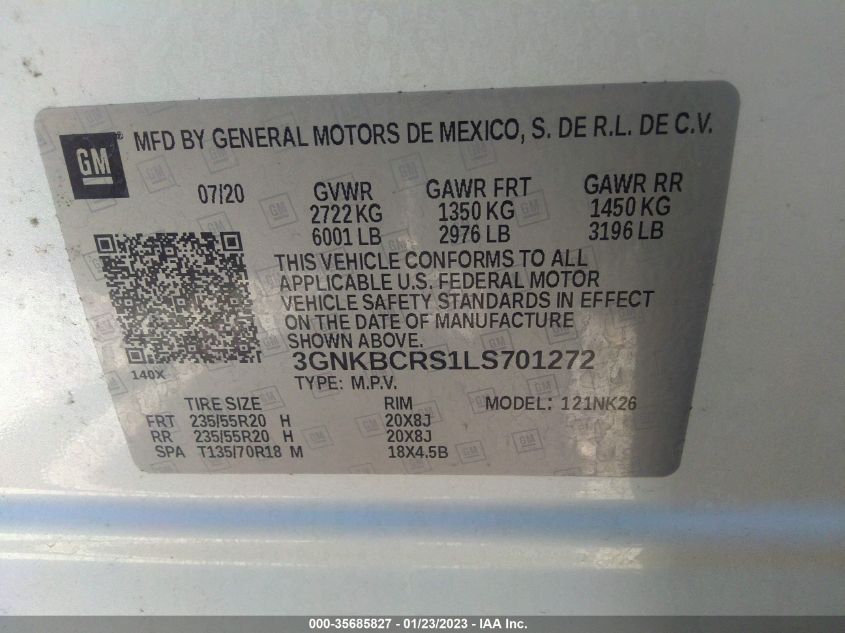 GM
MFD BY GENERAL MOTORS DE MEXICO, S. DE R.L. DE C.V.
07/20 GVWR GAWR FRT GAWR RR
2722 KG 1350 KG 1450 KG
6001 LB 2976 LB 3196 LB
THIS VEHICLE CONFORMS TO ALL
APPLICABLE U.S. FEDERAL MOTOR
VEHICLE SAFETY STANDARDS IN EFFECT
ON THE DATE OF MANUFACTURE
SHOWN ABOVE.
140X
3GNKBCRS1LS701272
TYPE: M.P.V.
TIRE SIZE RIM MODEL: 121NK26
FRT 235/55R20 H 20X8J
RR 235/55R20 H 20X8J
SPA T135/70R18 M 18X4.5B
000-35685827 - 01/23/2023 - IAA Inc.